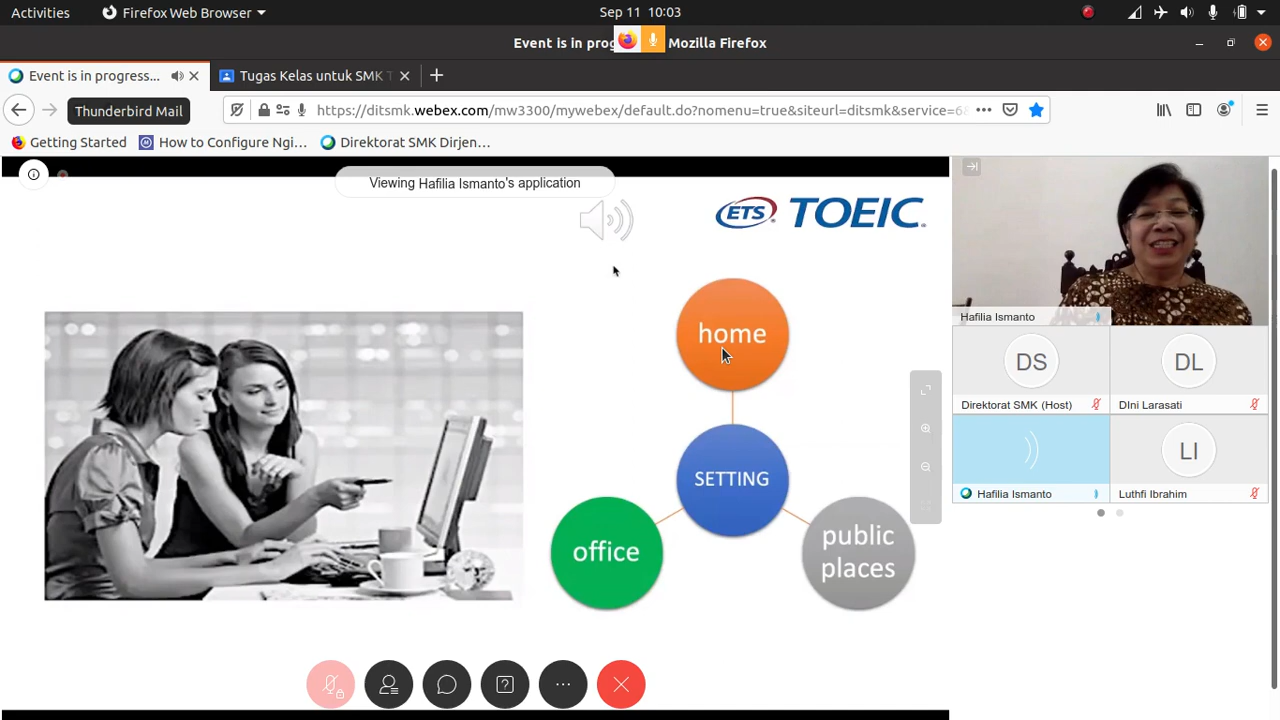 Activities
Firefox Web Browser
Sep 11 10:03
Event is in prog
Mozilla Firefox
Event is in progress...
Tugas Kelas untuk SMK T
Thunderbird Mail
https://ditsmk.webex.com/mw3300/mywebex/default.do?nomenu=true&siteurl=ditsmk&service=68
Getting Started
How to Configure Ngi...
Direktorat SMK Dirjen...
Viewing Hafilia Ismanto's application
ETS TOEIC
home
SETTING
office
public
places
Hafilia Ismanto
DS
Direktorat SMK (Host)
DL
DIni Larasati
Hafilia Ismanto
LI
Luthfi Ibrahim